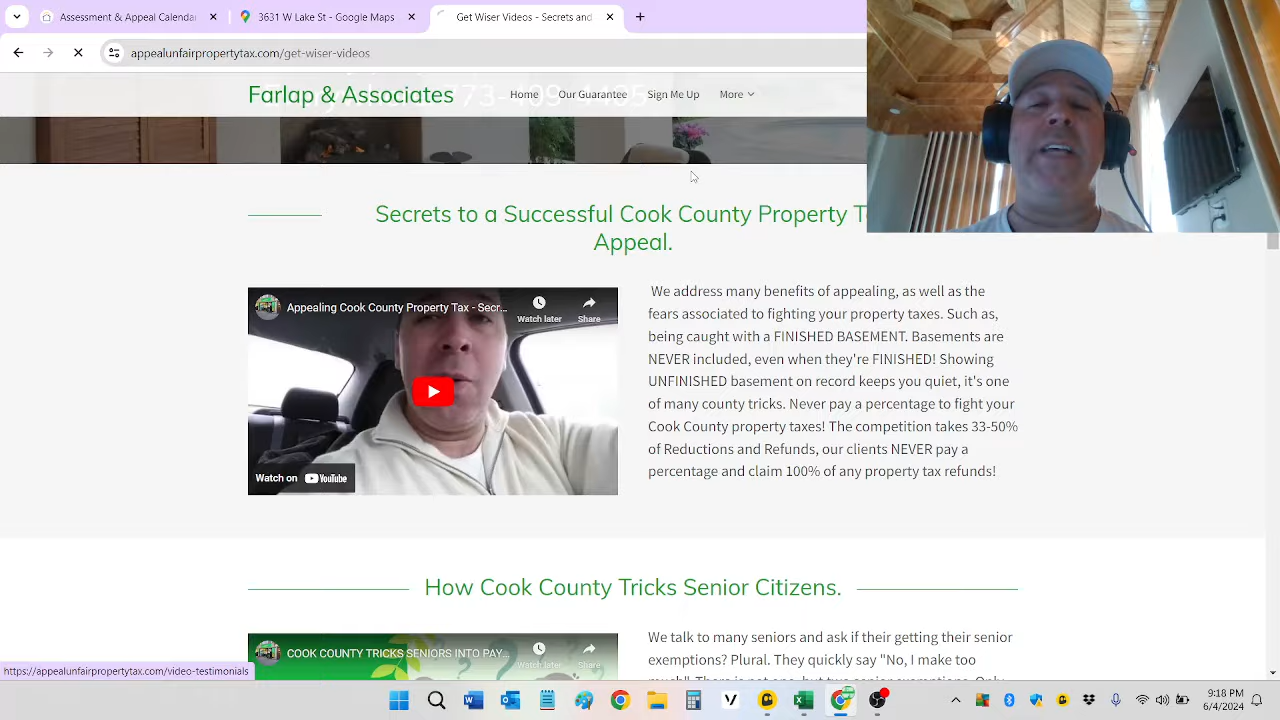 Appeal and Assessment Calenda
3631 Lake Maps
Get Wiser Videos - Secrets and
appealunfairpropertytax.com/get-wiser-videos
Farlap & Associates
Home
Our Guarantee
Sign Me Up
More
Secrets to a Successful Cook County Property T
Appeal.
Appealing Cook County Property Tax - Secr...
Watch later
Share
Watch on YouTube
We address many benefits of appealing, as well as the
fears associated to fighting your property taxes. Such as,
being caught with a FINISHED BASEMENT. Basements are
NEVER included, even when they're FINISHED! Showing
UNFINISHED basement on record keeps you quiet, it's one
of many county tricks. Never pay a percentage to fight your
Cook County property taxes! The competition takes 33-50%
of Reductions and Refunds, our clients NEVER pay a
percentage and claim 100% of any property tax refunds!
How Cook County Tricks Senior Citizens.
COOK COUNTY TRICKS SENIORS INTO PAY...
Watch later
Share
We talk to many seniors and ask if their getting their senior
exemptions? Plural. They quickly say "No, I make too
https://appealunfairpropertytax.com/video-testimonials
9:18 PM
6/4/2024